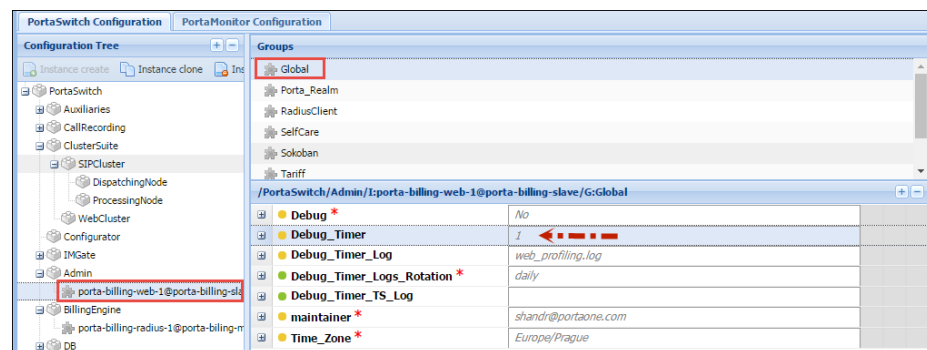 PortaSwitch Configuration PortaMonitor Configuration
Configuration Tree
Instance create Instance clone Ins
PortaSwitch
Auxiliaries
CallRecording
ClusterSuite
SIPCluster
DispatchingNode
ProcessingNode
WebCluster
Configurator
IMGate
Admin
porta-billing-web-1@porta-billing-sla
BillingEngine
porta-billing-radius-1@porta-biling-m
DB
Groups
Global
Porta_Realm
RadiusClient
SelfCare
Sokoban
Tariff
/PortaSwitch/Admin/I:porta-billing-web-1@porta-billing-slave/G:Global
Debug * No
Debug_Timer 1
Debug_Timer_Log web_profiling.log
Debug_Timer_Logs_Rotation * daily
Debug_Timer_TS_Log
maintainer * shandr@portaone.com
Time_Zone * Europe/Prague